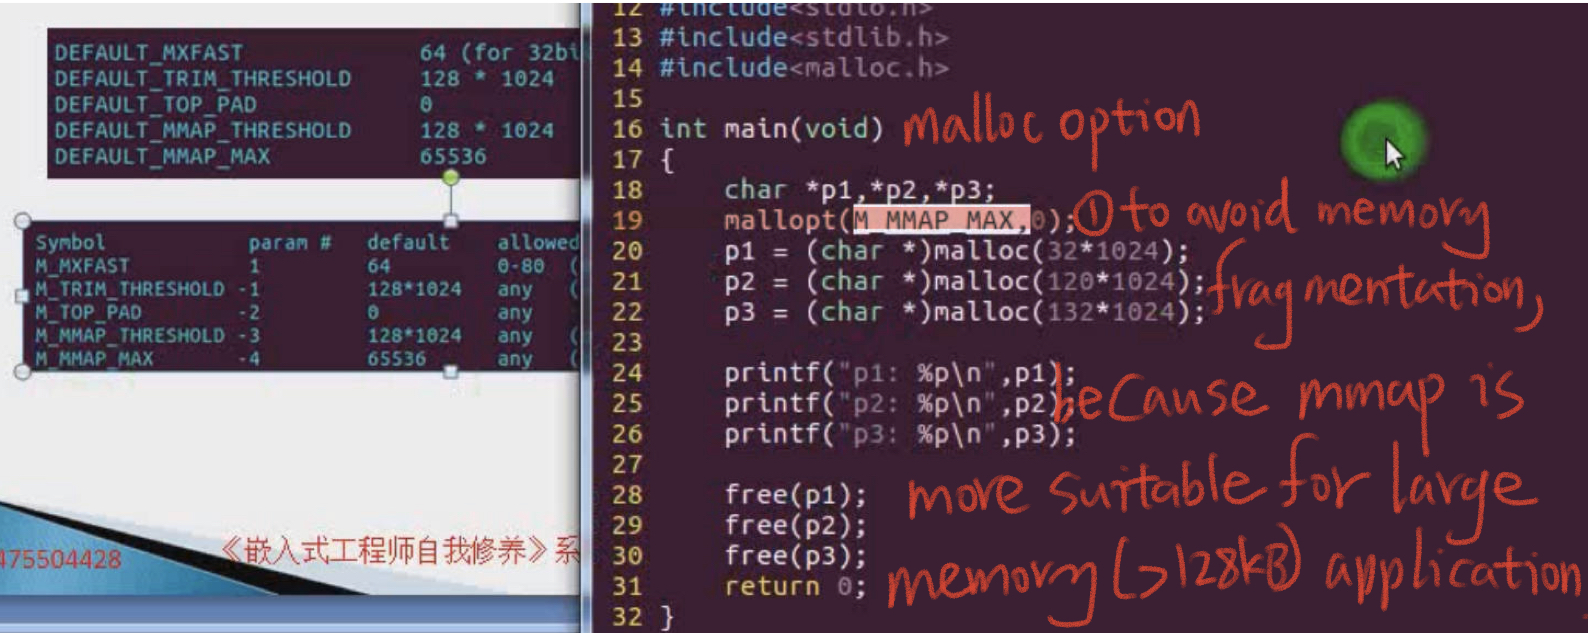 DEFAULT_MXFAST 64 (for 32bi
DEFAULT_TRIM_THRESHOLD 128 * 1024
DEFAULT_TOP_PAD 0
DEFAULT_MMAP_THRESHOLD 128 * 1024
DEFAULT_MMAP_MAX 65536
Symbol param # default allowed
M_MXFAST 1 64 0-80 (
M_TRIM_THRESHOLD -1 128*1024 any (
M_TOP_PAD -2 0 any (
M_MMAP_THRESHOLD -3 128*1024 any (
M_MMAP_MAX -4 65536 any (
475504428
《嵌入式工程师自我修养》系
12 #include<stdio.h>
13 #include<stdlib.h>
14 #include<malloc.h>
15
16 int main(void)
17 {
18 char *p1,*p2,*p3;
19 mallopt(M_MMAP_MAX,0);
20 p1 = (char *)malloc(32*1024);
21 p2 = (char *)malloc(120*1024);
22 p3 = (char *)malloc(132*1024);
23
24 printf("p1: %p\n",p1);
25 printf("p2: %p\n",p2);
26 printf("p3: %p\n",p3);
27
28 free(p1);
29 free(p2);
30 free(p3);
31 return 0;
32 }
malloc option
①to avoid memory
fragmentation,
because mmap is
more suitable for large
memory (>128kB) application